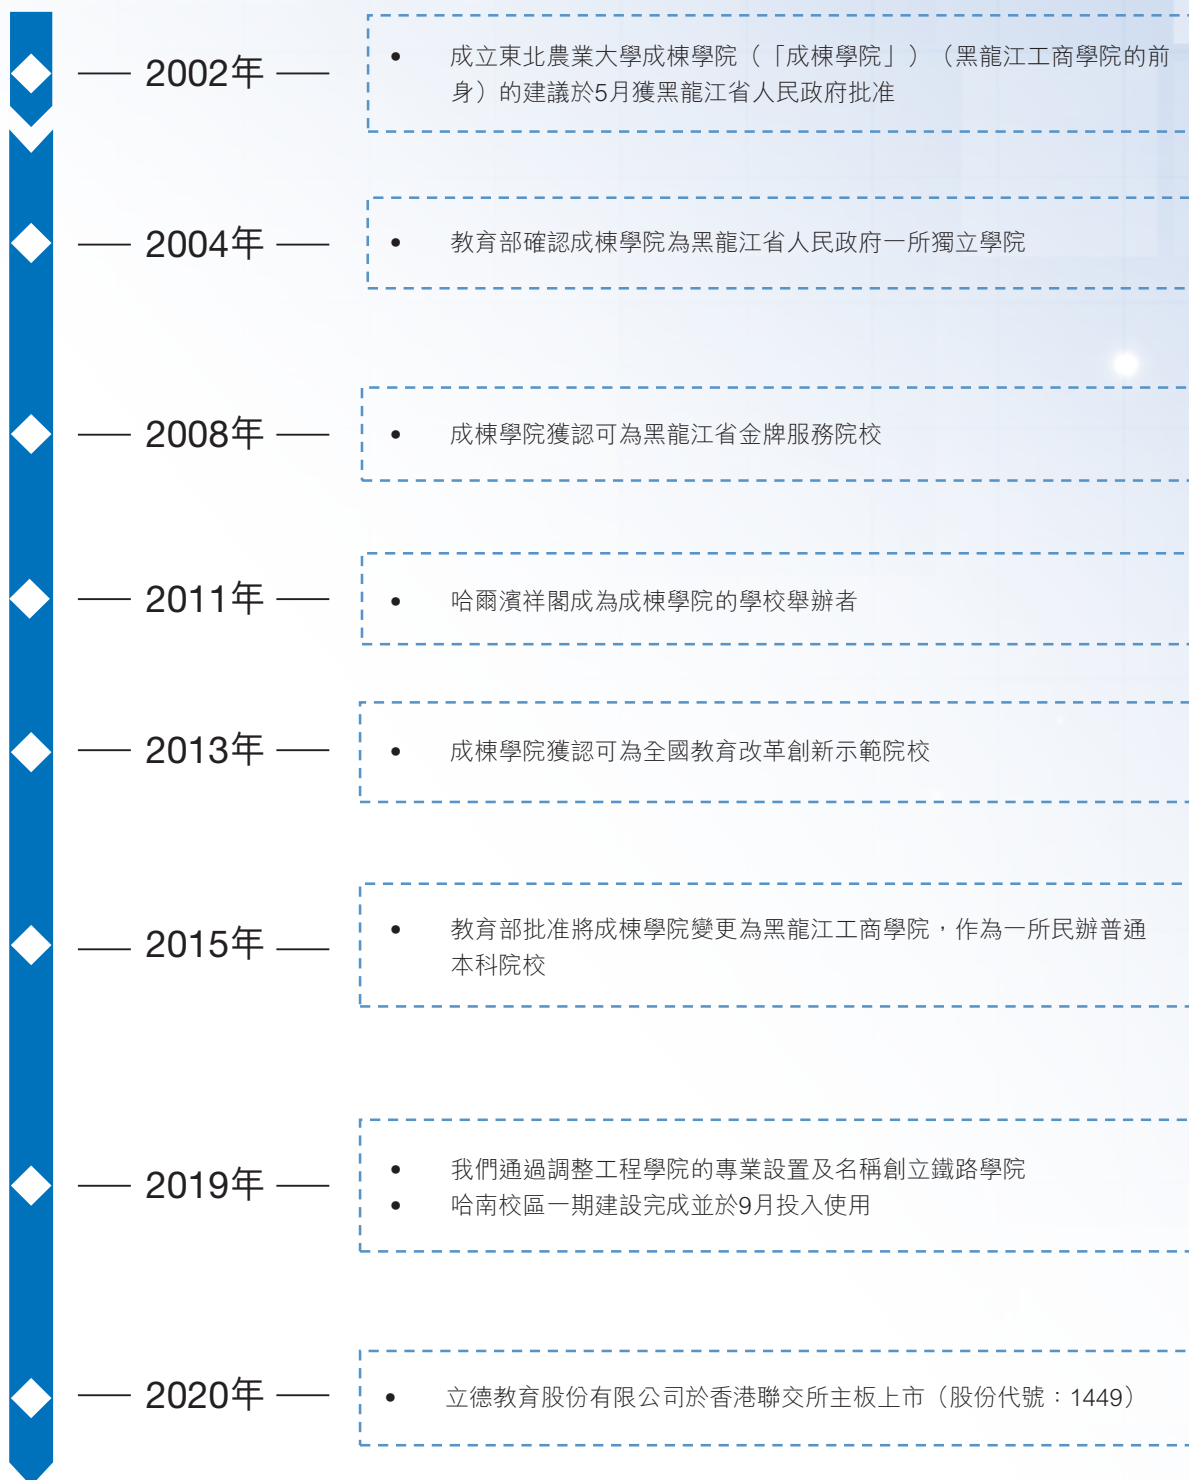 2002年
• 成立東北農業大學成棟學院（「成棟學院」）（黑龍江工商學院的前
身）的建議於5月獲黑龍江省人民政府批准
2004年
• 教育部確認成棟學院為黑龍江省人民政府一所獨立學院
2008年
• 成棟學院獲認可為黑龍江省金牌服務院校
2011年
• 哈爾濱祥閣成為成棟學院的學校舉辦者
2013年
• 成棟學院獲認可為全國教育改革創新示範院校
2015年
• 教育部批准將成棟學院變更為黑龍江工商學院，作為一所民辦普通
本科院校
2019年
• 我們通過調整工程學院的專業設置及名稱創立鐵路學院
• 哈南校區一期建設完成並於9月投入使用
2020年
• 立德教育股份有限公司於香港聯交所主板上市（股份代號：1449）